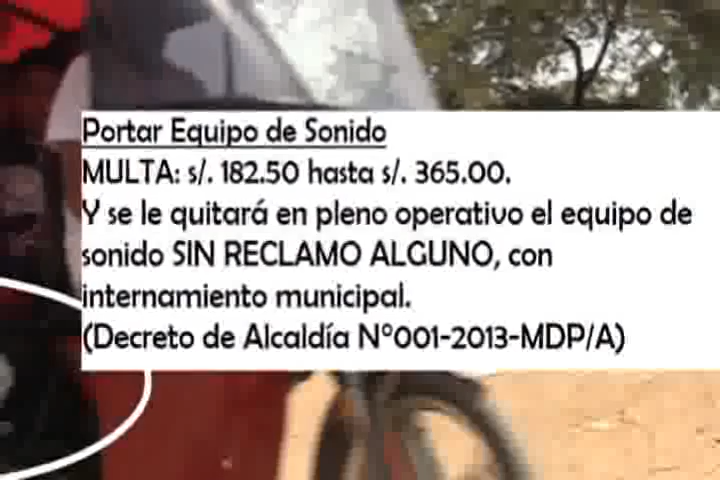 Portar Equipo de Sonido
MULTA: s/. 182.50 hasta s/. 365.00.
Y se le quitará en pleno operativo el equipo de
sonido SIN RECLAMO ALGUNO, con
internamiento municipal.
(Decreto de Alcaldía N°001-2013-MDP/A)